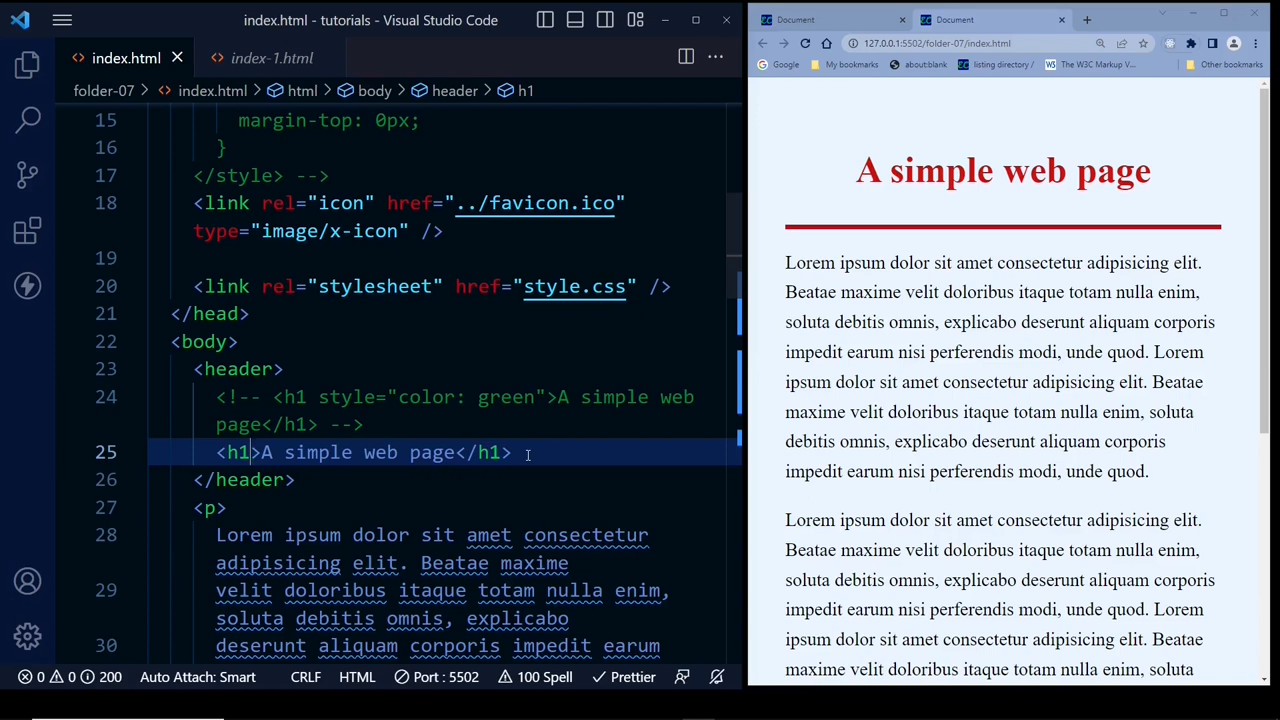 index.html - tutorials - Visual Studio Code
index.html
index-1.html
folder-07 > index.html > html > body > header > h1
15 margin-top: 0px;
16 }
17 </style> -->
18 <link rel="icon" href="../favicon.ico"
type="image/x-icon" />
19
20 <link rel="stylesheet" href="style.css" />
21 </head>
22 <body>
23 <header>
24 <!-- <h1 style="color: green">A simple web
page</h1> -->
25 <h1>A simple web page</h1>
26 </header>
27 <p>
28 Lorem ipsum dolor sit amet consectetur
adipisicing elit. Beatae maxime
29 velit doloribus itaque totam nulla enim,
soluta debitis omnis, explicabo
30 deserunt aliquam corporis impedit earum
0 0 200 Auto Attach: Smart CRLF HTML Port : 5502 100 Spell Prettier
Document
Document
127.0.0.1:5502/folder-07/index.html
Google My bookmarks about:blank listing directory / The W3C Markup V... Other bookmarks
A simple web page
Lorem ipsum dolor sit amet consectetur adipisicing elit.
Beatae maxime velit doloribus itaque totam nulla enim,
soluta debitis omnis, explicabo deserunt aliquam corporis
impedit earum nisi perferendis modi, unde quod. Lorem
ipsum dolor sit amet consectetur adipisicing elit. Beatae
maxime velit doloribus itaque totam nulla enim, soluta
debitis omnis, explicabo deserunt aliquam corporis
impedit earum nisi perferendis modi, unde quod.
Lorem ipsum dolor sit amet consectetur adipisicing elit.
Beatae maxime velit doloribus itaque totam nulla enim,
soluta debitis omnis, explicabo deserunt aliquam corporis
impedit earum nisi perferendis modi, unde quod. Lorem
ipsum dolor sit amet consectetur adipisicing elit. Beatae
maxime velit doloribus itaque totam nulla enim, soluta